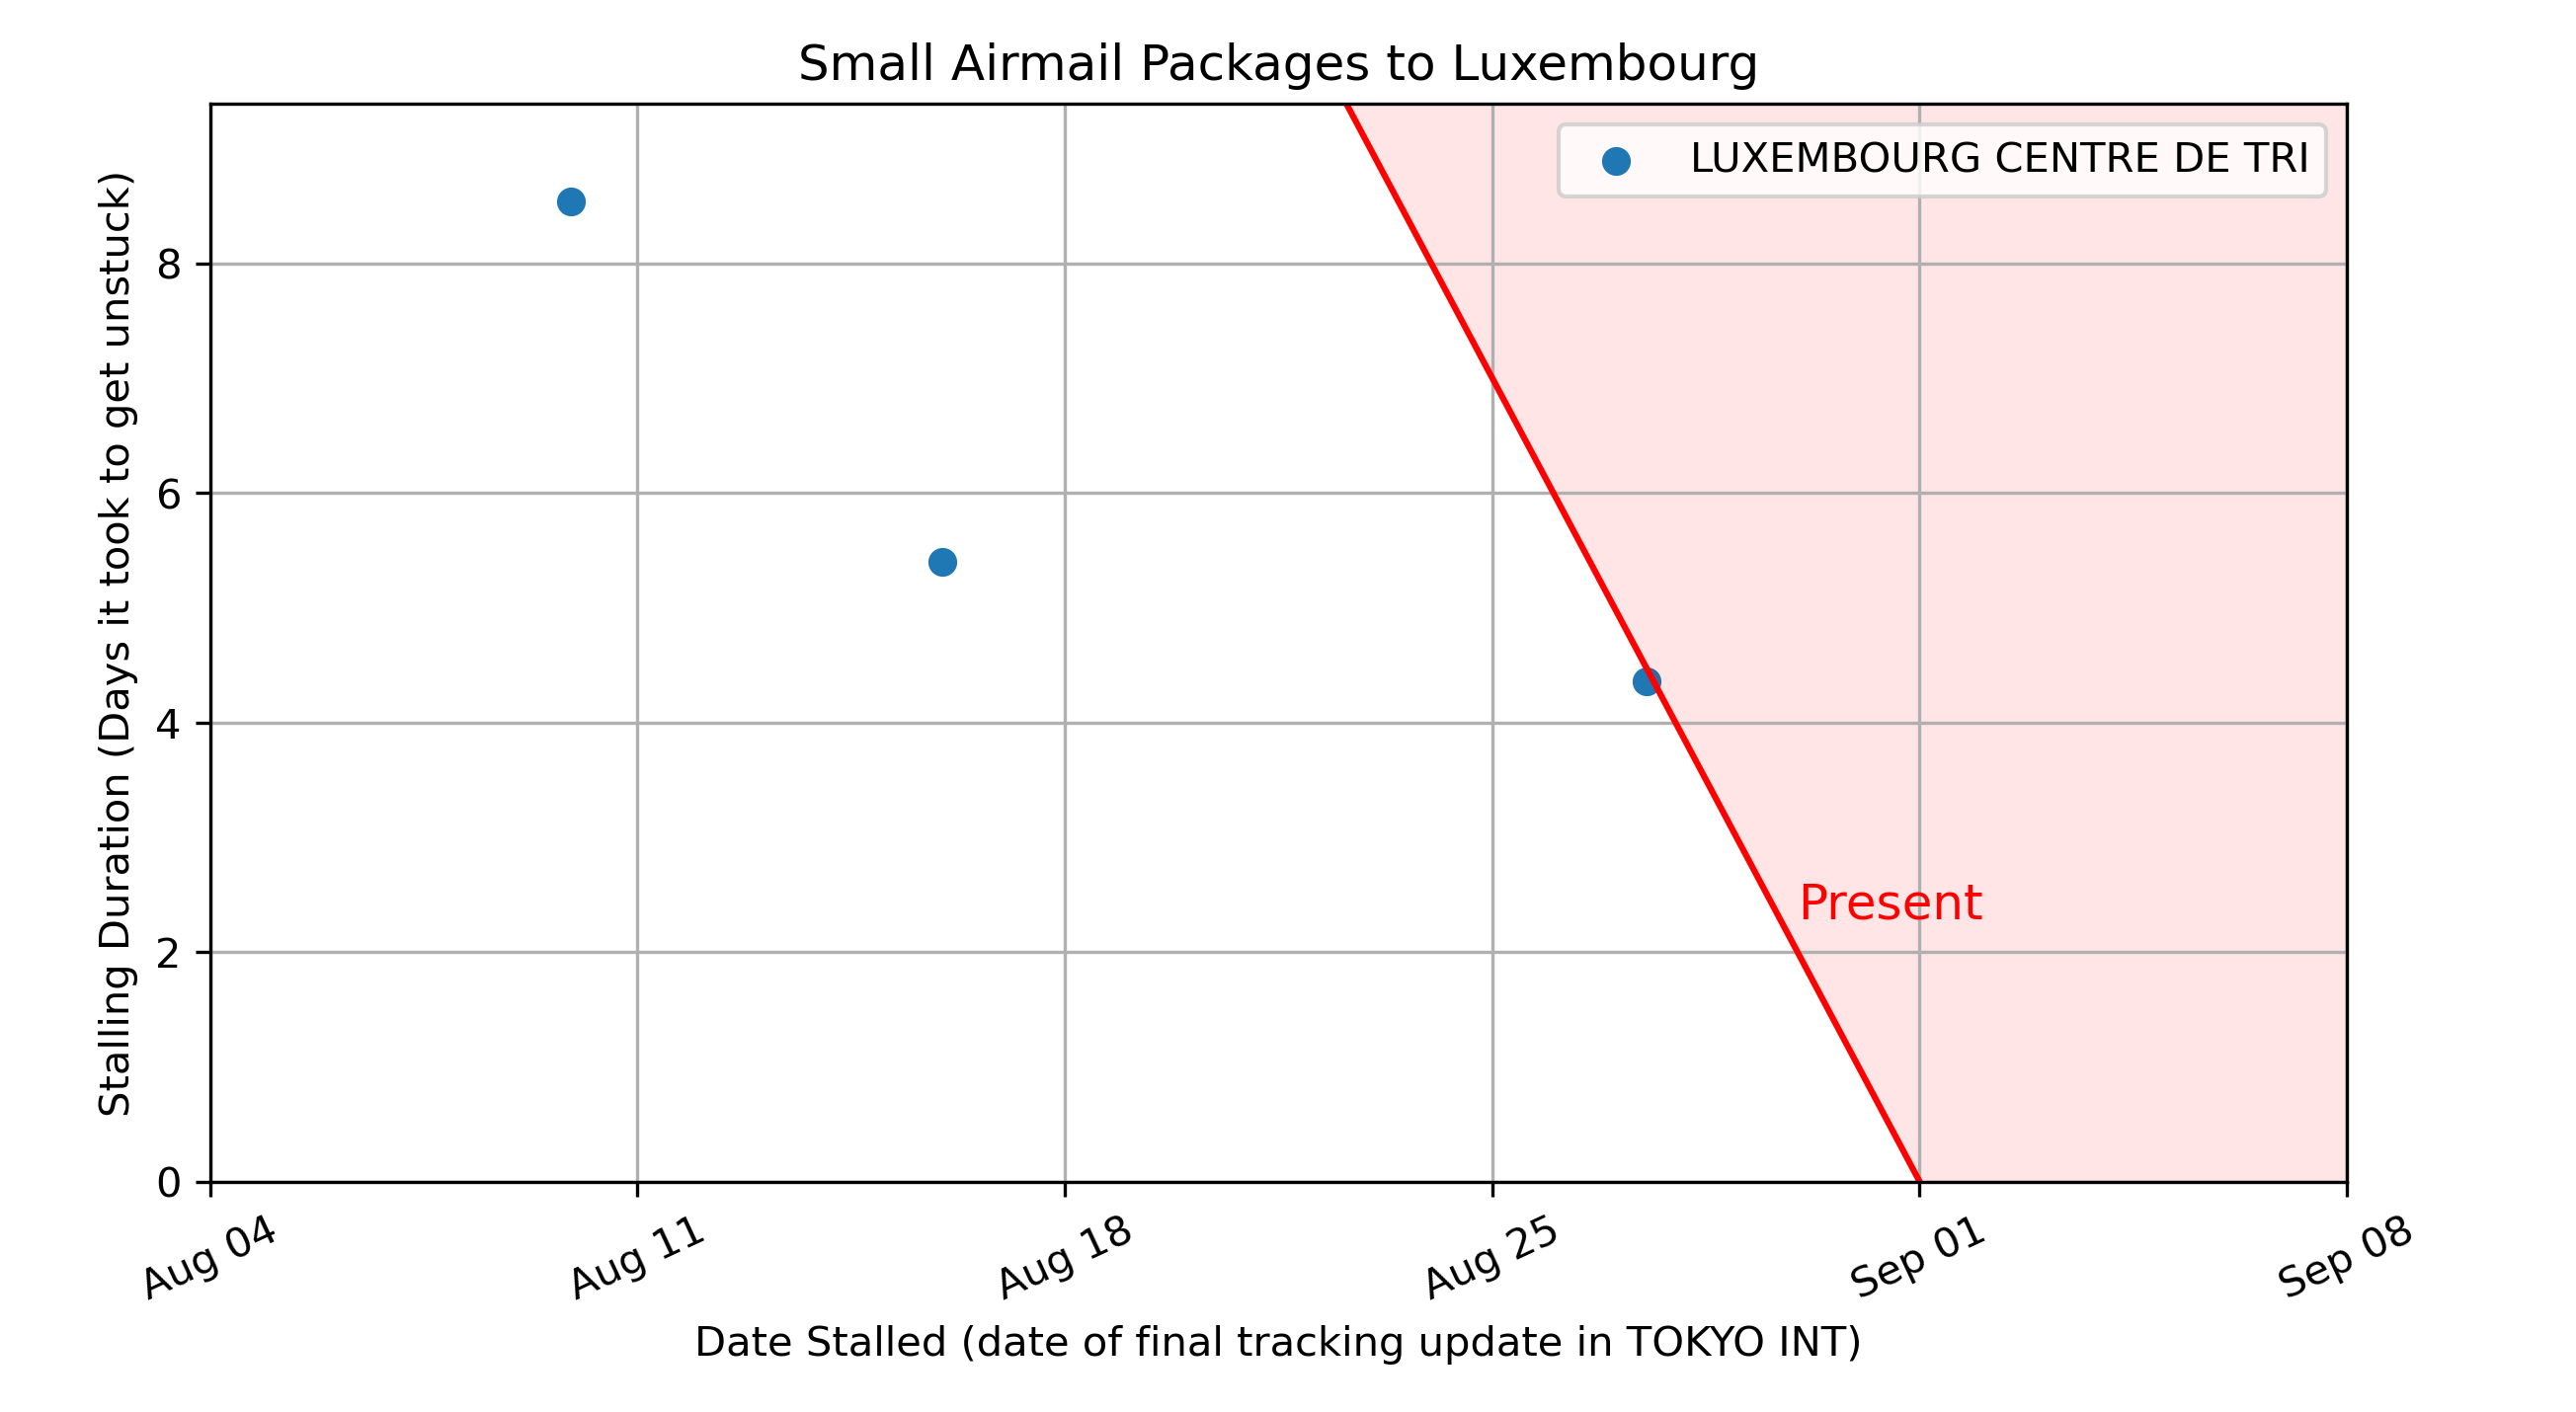 Small Airmail Packages to Luxembourg
LUXEMBOURG CENTRE DE TRI
Stalling Duration (Days it took to get unstuck)
8
6
4
2
0
Present
Aug 04
Aug 11
Aug 18
Aug 25
Sep 01
Sep 08
Date Stalled (date of final tracking update in TOKYO INT)